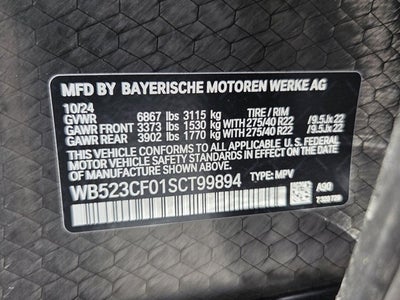 MFD BY BAYERISCHE MOTOREN WERKE AG
10/24
GVWR 6867 lbs 3115 kg TIRE / RIM
GAWR FRONT 3373 lbs 1530 kg WITH 275/40 R22 /9.5Jx22
GAWR REAR 3902 lbs 1770 kg WITH 275/40 R22 /9.5Jx22
THIS VEHICLE CONFORMS TO ALL APPLICABLE U.S. FEDERAL
MOTOR VEHICLE SAFETY STANDARDS IN EFFECT ON THE DATE
OF MANUFACTURE SHOWN ABOVE.
WB523CF01SCT99894 TYPE: MPV A90